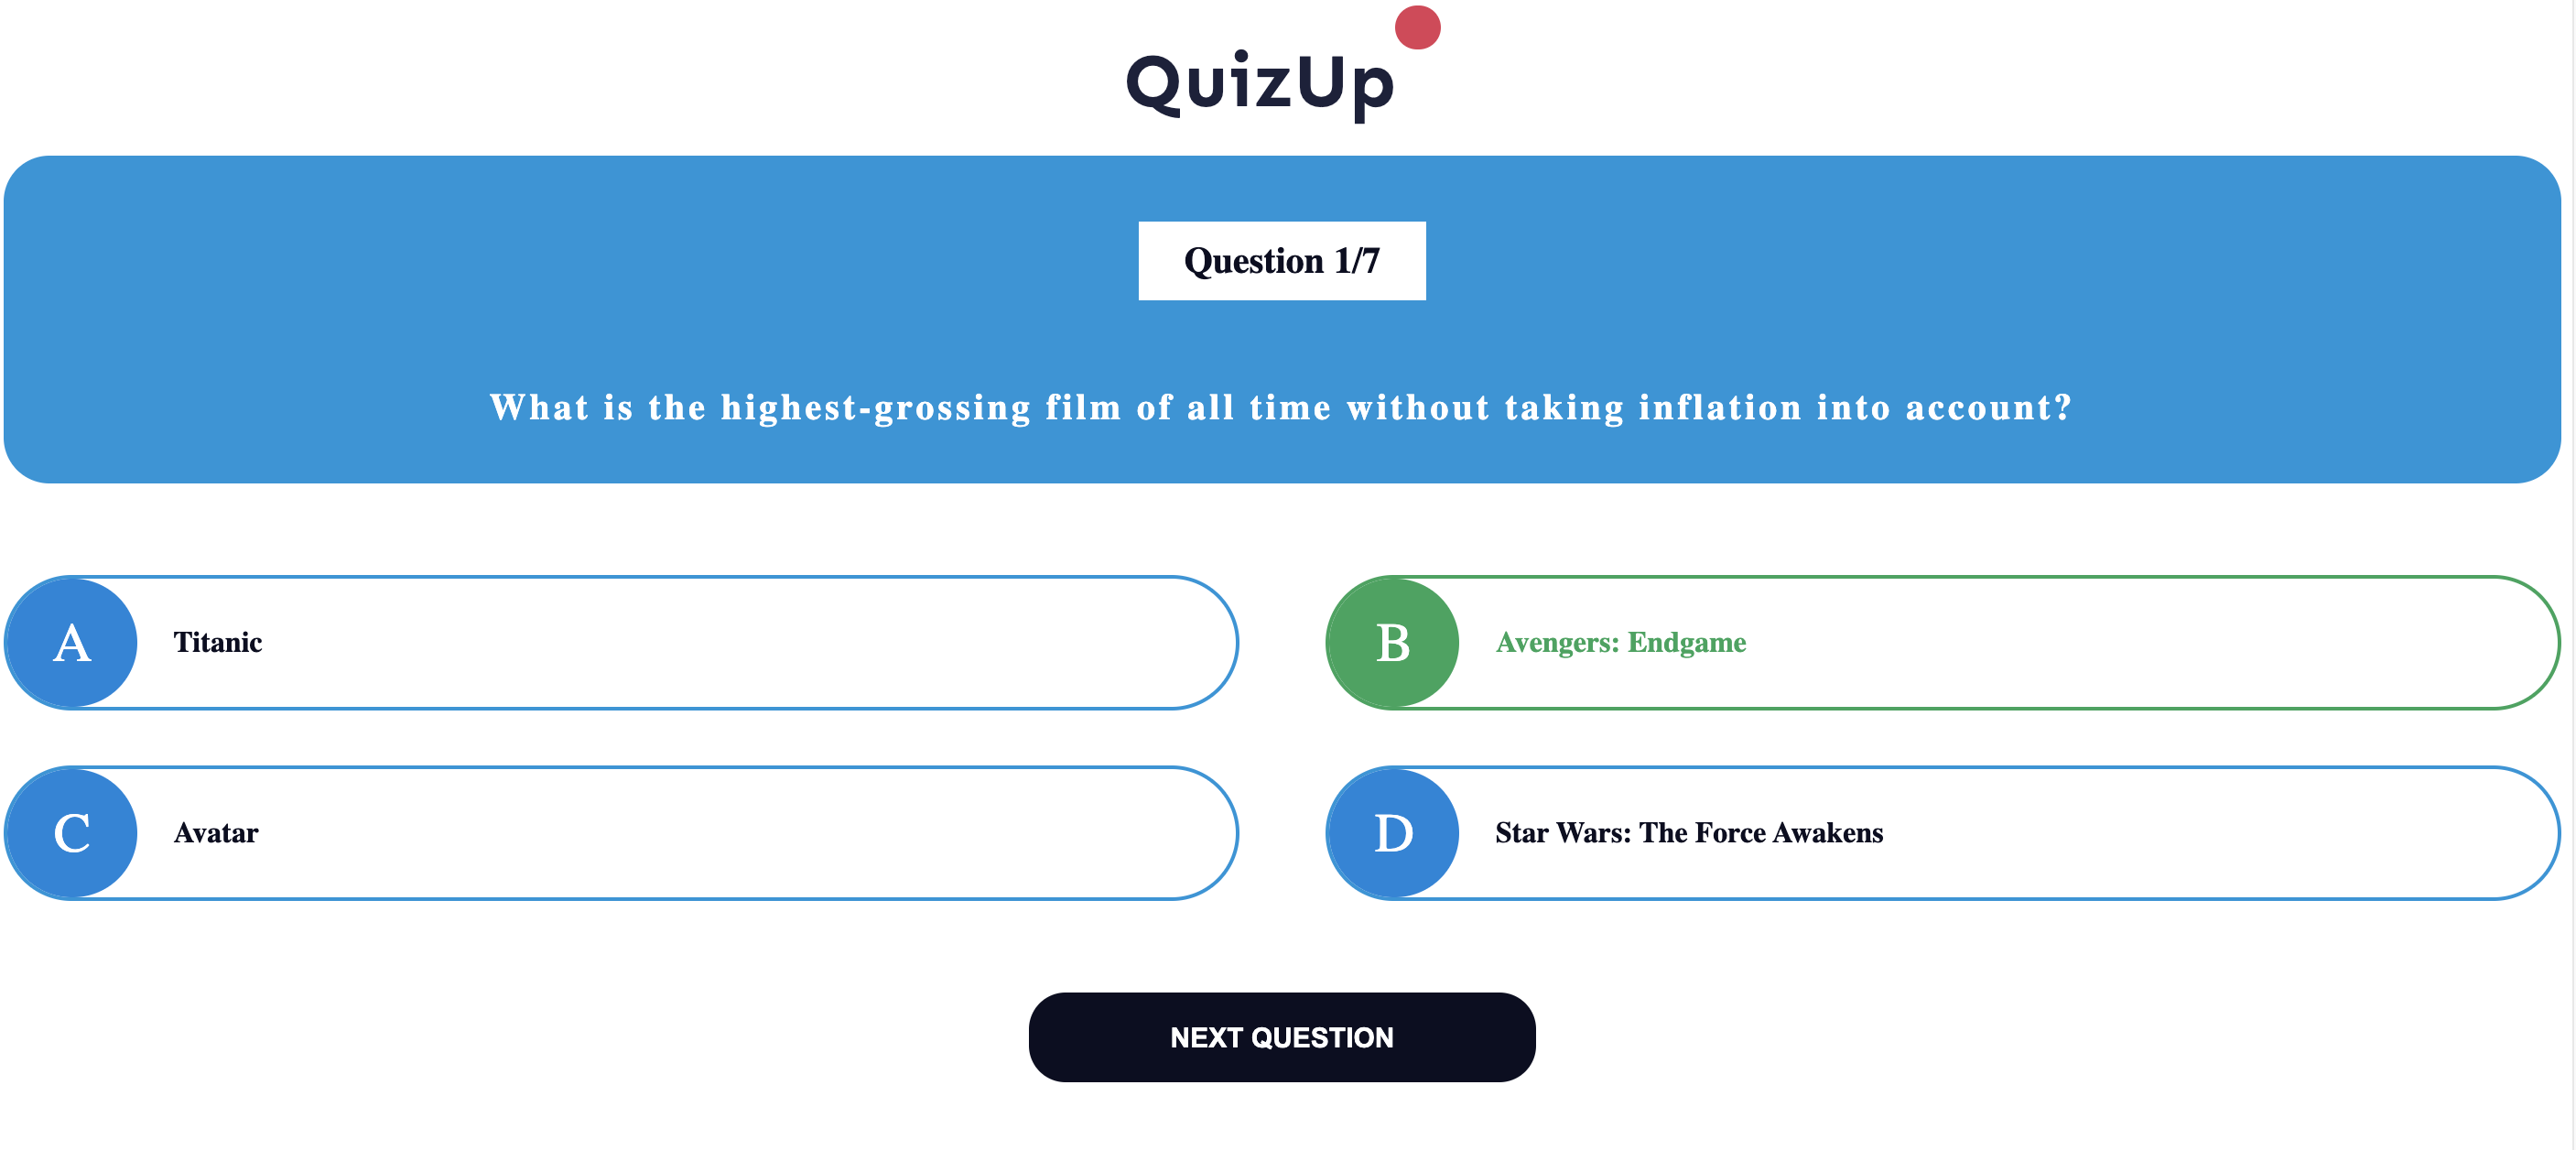 QuizUp
Question 1/7
What is the highest-grossing film of all time without taking inflation into account?
A Titanic
B Avengers: Endgame
C Avatar
D Star Wars: The Force Awakens
NEXT QUESTION